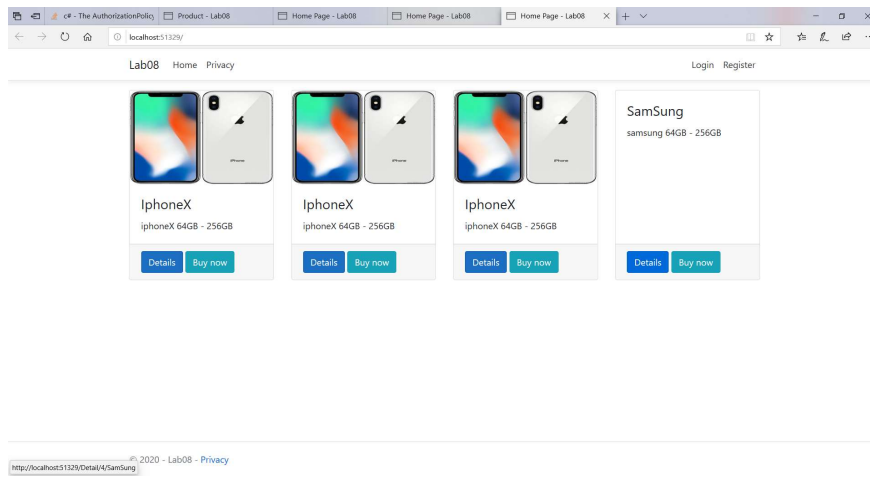 c# - The AuthorizationPolicy
Product - Lab08
Home Page - Lab08
Home Page - Lab08
Home Page - Lab08
localhost:51329/
Lab08 Home Privacy Login Register
iPhone
iPhone
iPhone
IphoneX
iphoneX 64GB - 256GB
Details Buy now
IphoneX
iphoneX 64GB - 256GB
Details Buy now
IphoneX
iphoneX 64GB - 256GB
Details Buy now
SamSung
samsung 64GB - 256GB
Details Buy now
© 2020 - Lab08 - Privacy
http://localhost:51329/Detail/4/SamSung